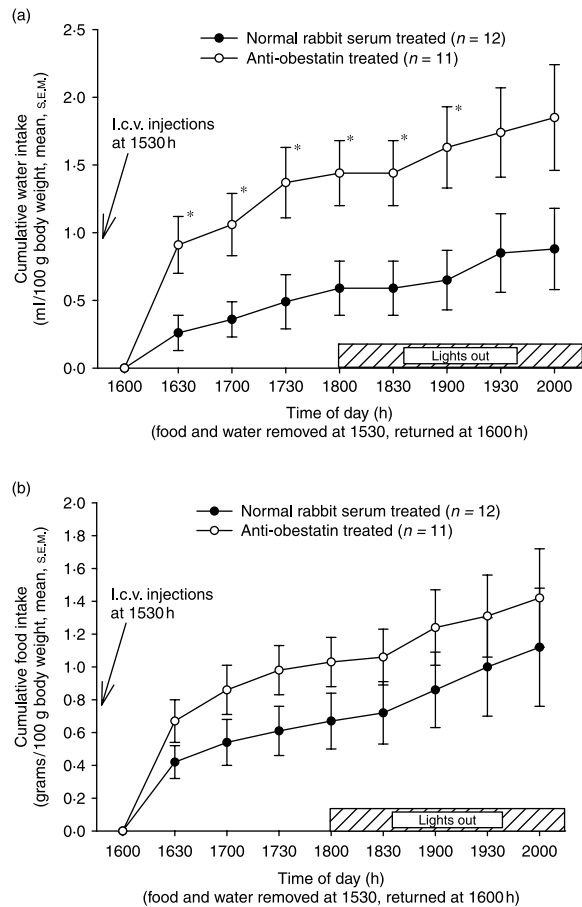 (a)
2·5
2·0
1·5
1·0
0·5
0·0
Cumulative water intake
(ml/100 g body weight, mean, S.E.M.)
Normal rabbit serum treated (n = 12)
Anti-obestatin treated (n = 11)
I.c.v. injections
at 1530 h
* * * * * *
Lights out
1600 1630 1700 1730 1800 1830 1900 1930 2000
Time of day (h)
(food and water removed at 1530, returned at 1600 h)
(b)
1·8
1·6
1·4
1·2
1·0
0·8
0·6
0·4
0·2
0·0
Cumulative food intake
(grams/100 g body weight, mean, S.E.M.)
Normal rabbit serum treated (n = 12)
Anti-obestatin treated (n = 11)
I.c.v. injections
at 1530 h
Lights out
1600 1630 1700 1730 1800 1830 1900 1930 2000
Time of day (h)
(food and water removed at 1530, returned at 1600 h)